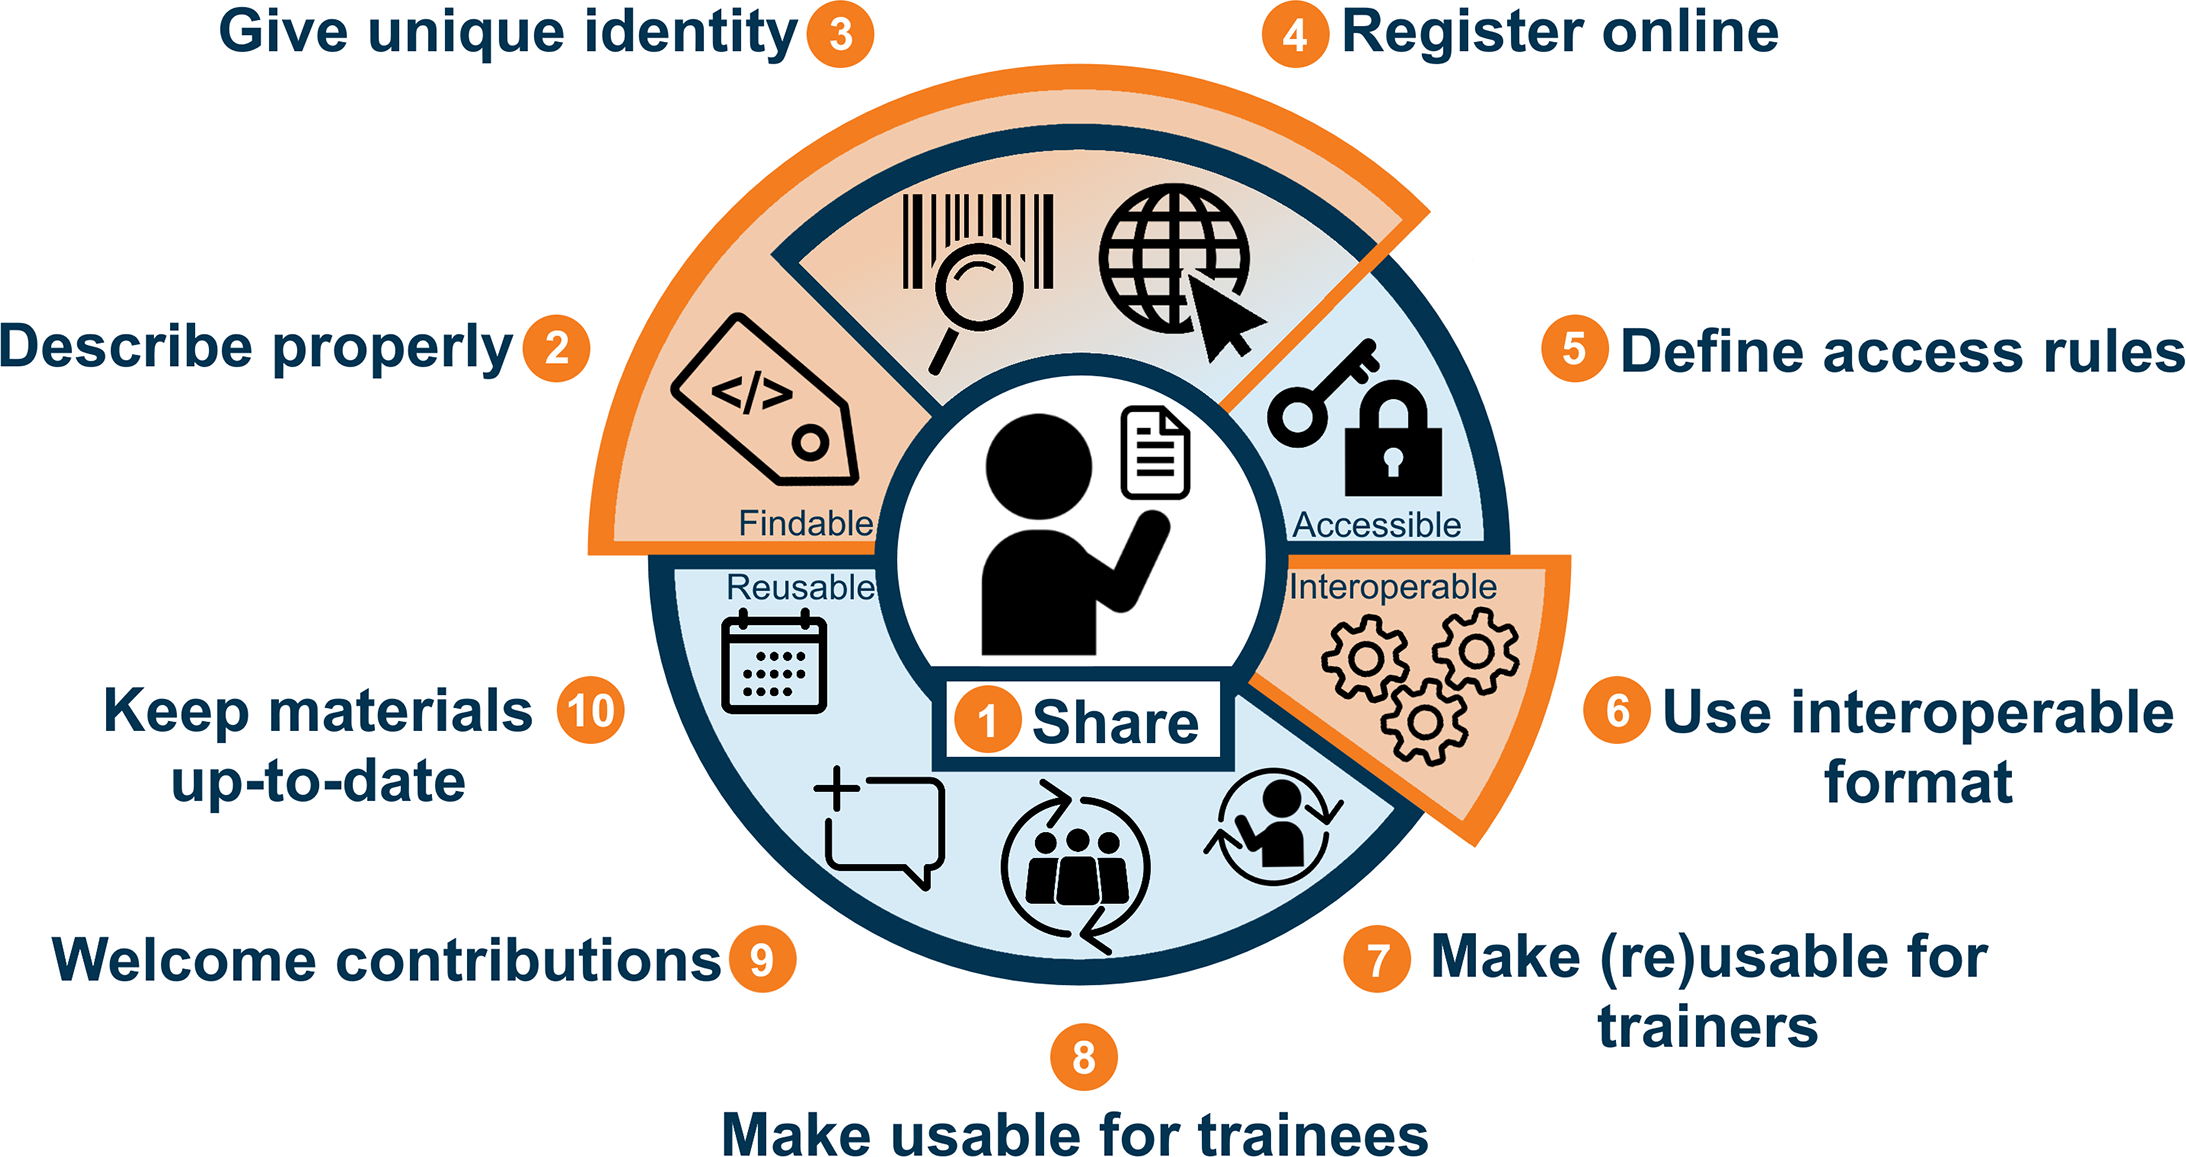 Give unique identity 3
4 Register online
Describe properly 2
5 Define access rules
</>
Findable
Accessible
Reusable
Interoperable
Keep materials 10
up-to-date
1 Share
6 Use interoperable
format
Welcome contributions 9
7 Make (re)usable for
trainers
8
Make usable for trainees